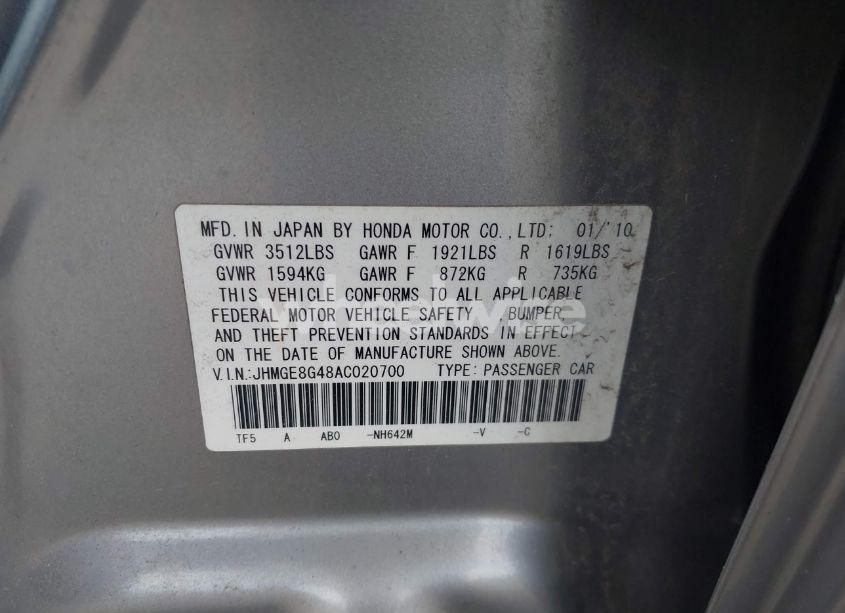 MFD. IN JAPAN BY HONDA MOTOR CO., LTD: 01/'10
GVWR 3512LBS GAWR F 1921LBS R 1619LBS
GVWR 1594KG GAWR F 872KG R 735KG
THIS VEHICLE CONFORMS TO ALL APPLICABLE
FEDERAL MOTOR VEHICLE SAFETY, BUMPER,
AND THEFT PREVENTION STANDARDS IN EFFECT
ON THE DATE OF MANUFACTURE SHOWN ABOVE.
V.I.N.:JHMGE8G48AC020700 TYPE: PASSENGER CAR
TF5 A AB0 -NH642M -V -C